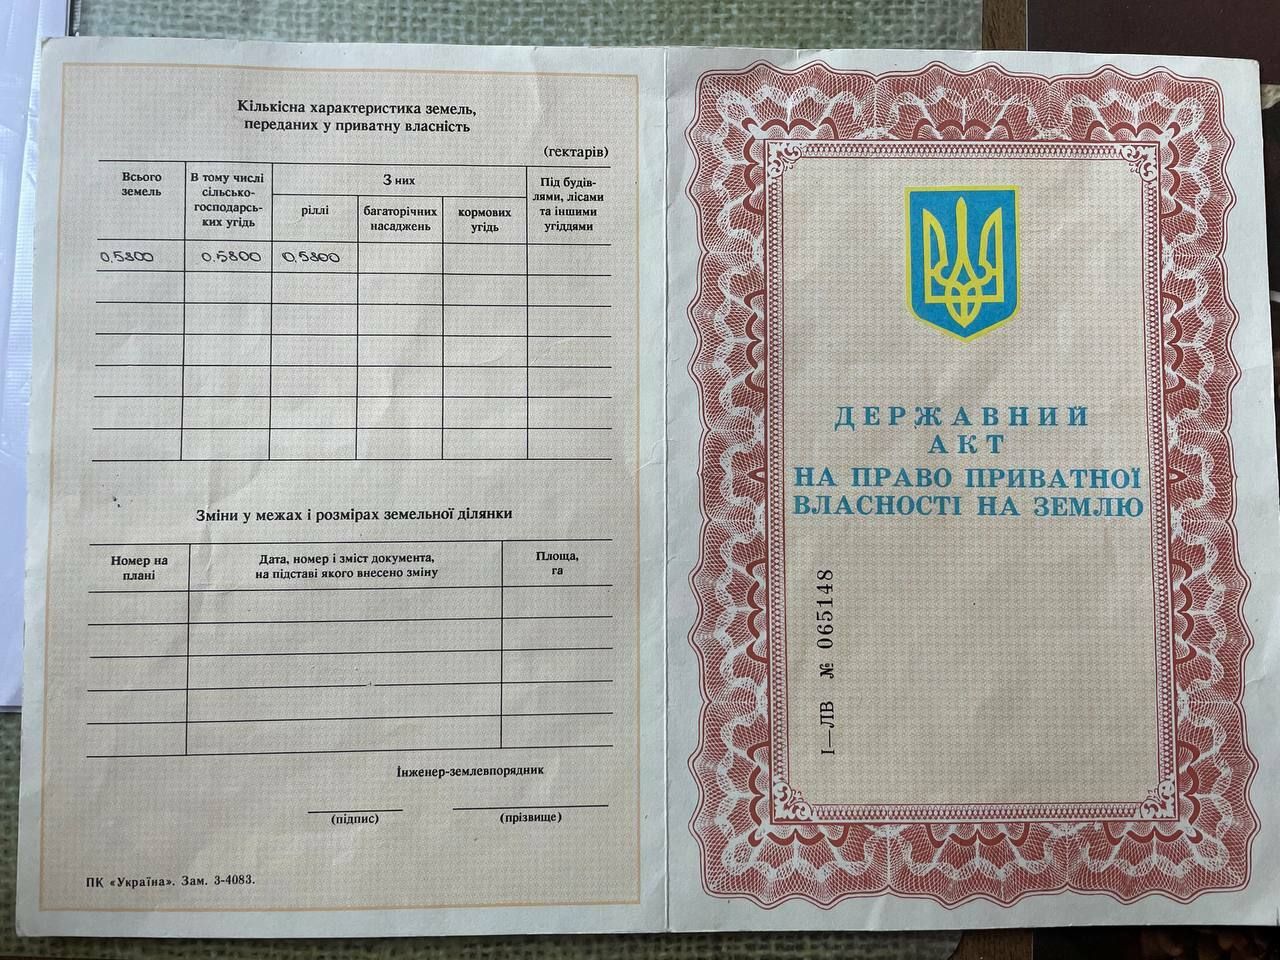 Кількісна характеристика земель,
переданих у приватну власність
(гектарів)
Всього
земель
В тому числі
сільсько-
господарсь-
ких угідь
З них
ріллі
багаторічних
насаджень
кормових
угідь
Під будів-
лями, лісами
та іншими
угіддями
0,5800 0,5800 0,5800
Зміни у межах і розмірах земельної ділянки
Номер на
плані
Дата, номер і зміст документа,
на підставі якого внесено зміну
Площа,
га
Інженер-землевпорядник
(підпис) (прізвище)
ПК «Україна». Зам. 3-4083.
ДЕРЖАВНИЙ
АКТ
НА ПРАВО ПРИВАТНОЇ
ВЛАСНОСТІ НА ЗЕМЛЮ
І—ЛВ № 065148